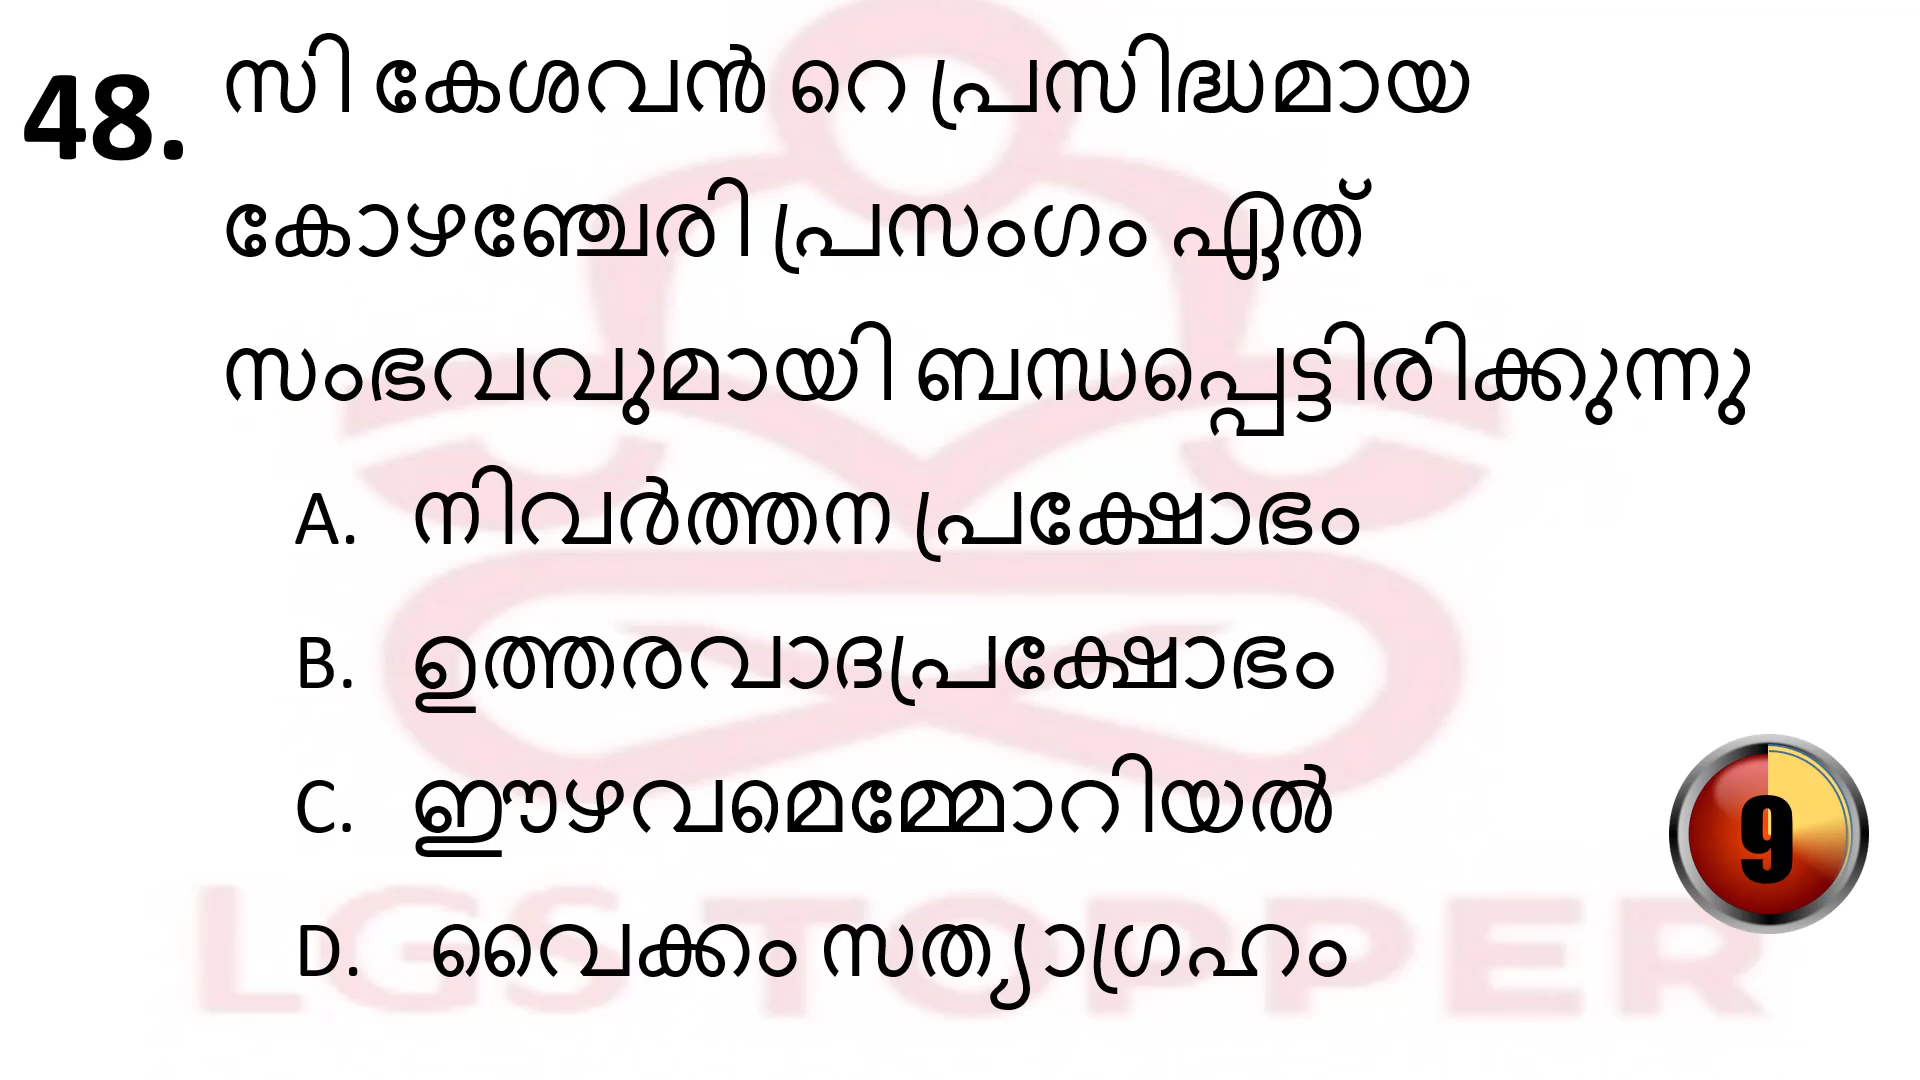 48. സി കേശവൻ റെ പ്രസിദ്ധമായ
കോഴഞ്ചേരി പ്രസംഗം ഏത്
സംഭവവുമായി ബന്ധപ്പെട്ടിരിക്കുന്നു
A. നിവർത്തന പ്രക്ഷോഭം
B. ഉത്തരവാദപ്രക്ഷോഭം
C. ഈഴവമെമ്മോറിയൽ
9
D. വൈക്കം സത്യാഗ്രഹം
LGS TOPPER